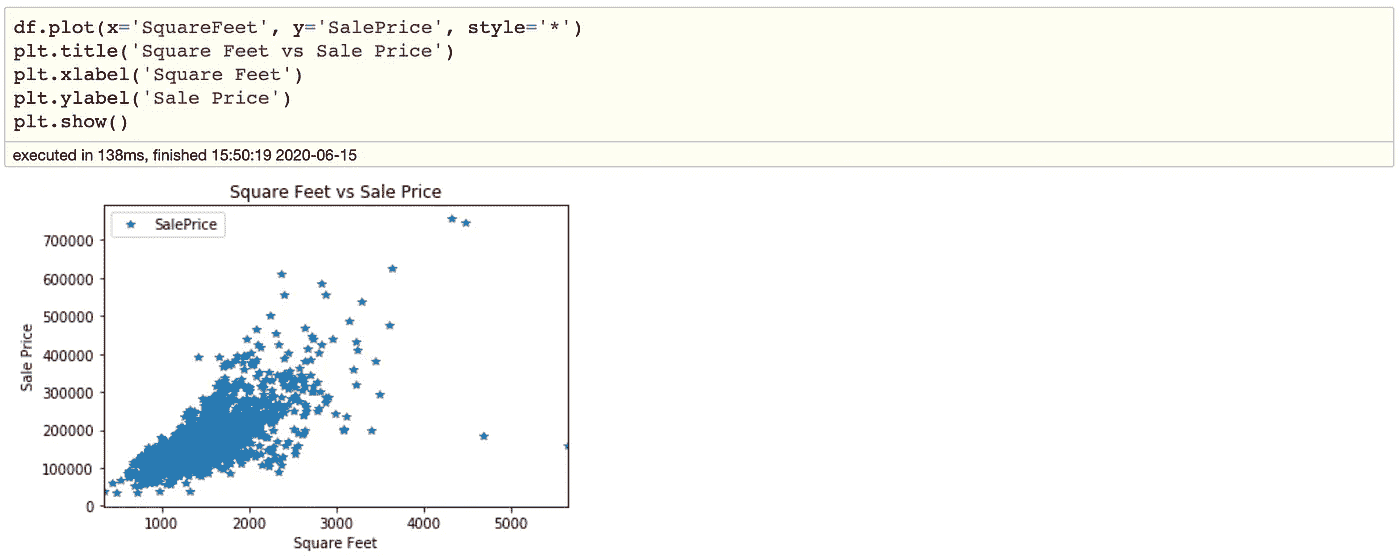 df.plot(x='SquareFeet', y='SalePrice', style='*')
plt.title('Square Feet vs Sale Price')
plt.xlabel('Square Feet')
plt.ylabel('Sale Price')
plt.show()
executed in 138ms, finished 15:50:19 2020-06-15
Square Feet vs Sale Price
SalePrice
700000
600000
500000
400000
300000
200000
100000
0
Sale Price
1000 2000 3000 4000 5000
Square Feet